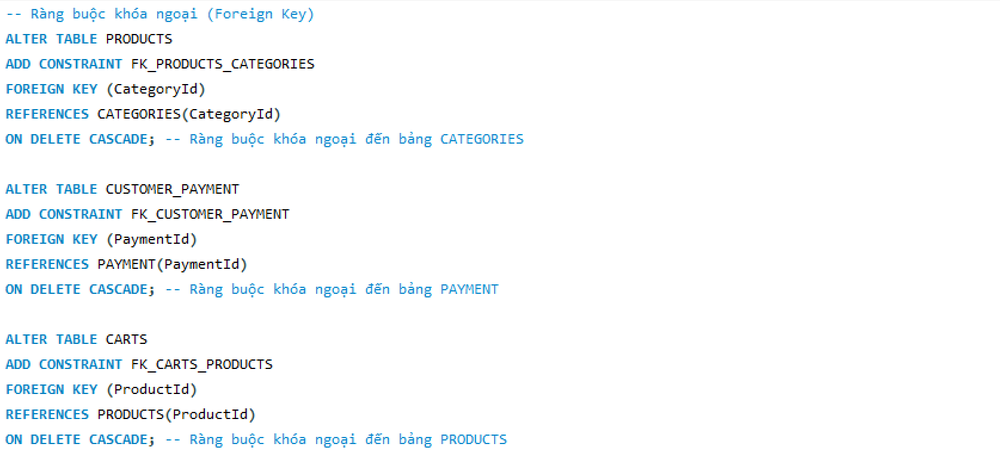 -- Ràng buộc khóa ngoại (Foreign Key)
ALTER TABLE PRODUCTS
ADD CONSTRAINT FK_PRODUCTS_CATEGORIES
FOREIGN KEY (CategoryId)
REFERENCES CATEGORIES(CategoryId)
ON DELETE CASCADE; -- Ràng buộc khóa ngoại đến bảng CATEGORIES
ALTER TABLE CUSTOMER_PAYMENT
ADD CONSTRAINT FK_CUSTOMER_PAYMENT
FOREIGN KEY (PaymentId)
REFERENCES PAYMENT(PaymentId)
ON DELETE CASCADE; -- Ràng buộc khóa ngoại đến bảng PAYMENT
ALTER TABLE CARTS
ADD CONSTRAINT FK_CARTS_PRODUCTS
FOREIGN KEY (ProductId)
REFERENCES PRODUCTS(ProductId)
ON DELETE CASCADE; -- Ràng buộc khóa ngoại đến bảng PRODUCTS